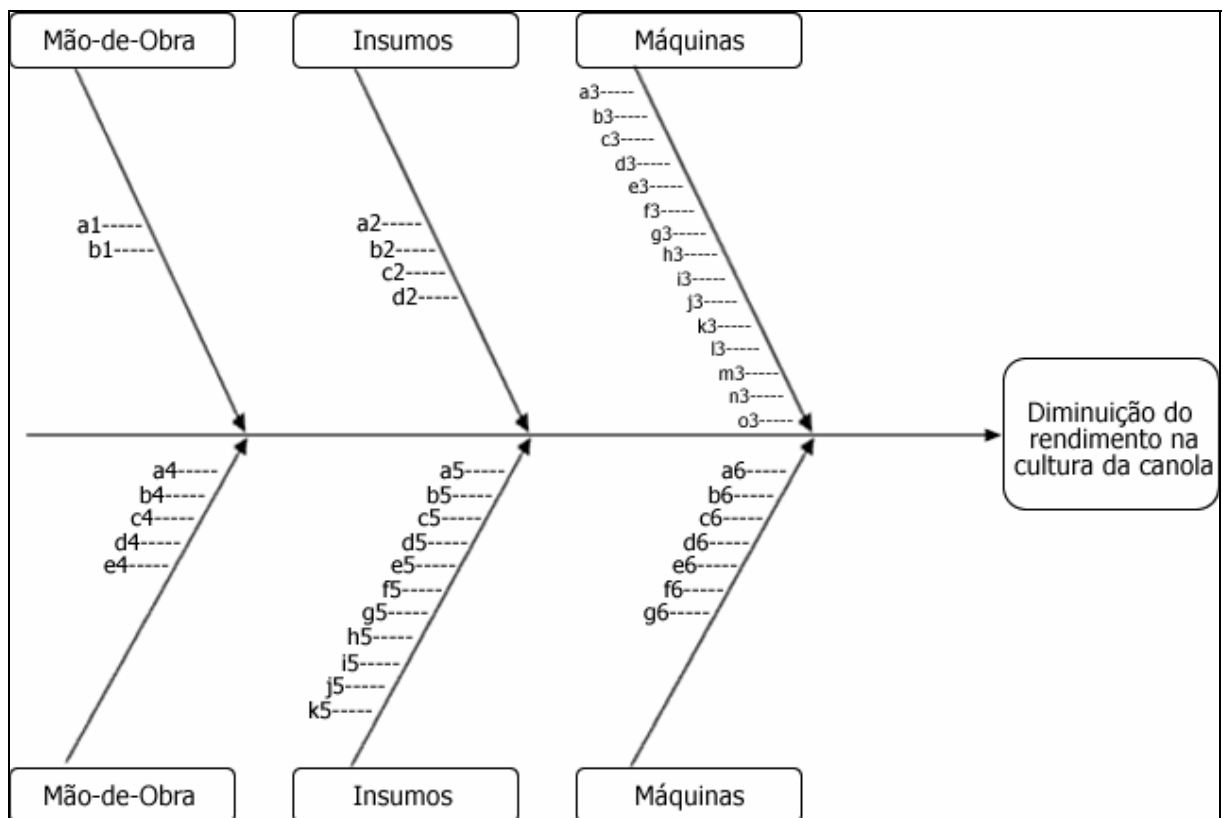 Mão-de-Obra
Insumos
Máquinas
a1-----
b1-----
a2-----
b2-----
c2-----
d2-----
a3-----
b3-----
c3-----
d3-----
e3-----
f3-----
g3-----
h3-----
i3-----
j3-----
k3-----
l3-----
m3-----
n3-----
o3-----
Diminuição do
rendimento na
cultura da canola
a4-----
b4-----
c4-----
d4-----
e4-----
a5-----
b5-----
c5-----
d5-----
e5-----
f5-----
g5-----
h5-----
i5-----
j5-----
k5-----
a6-----
b6-----
c6-----
d6-----
e6-----
f6-----
g6-----
Mão-de-Obra
Insumos
Máquinas